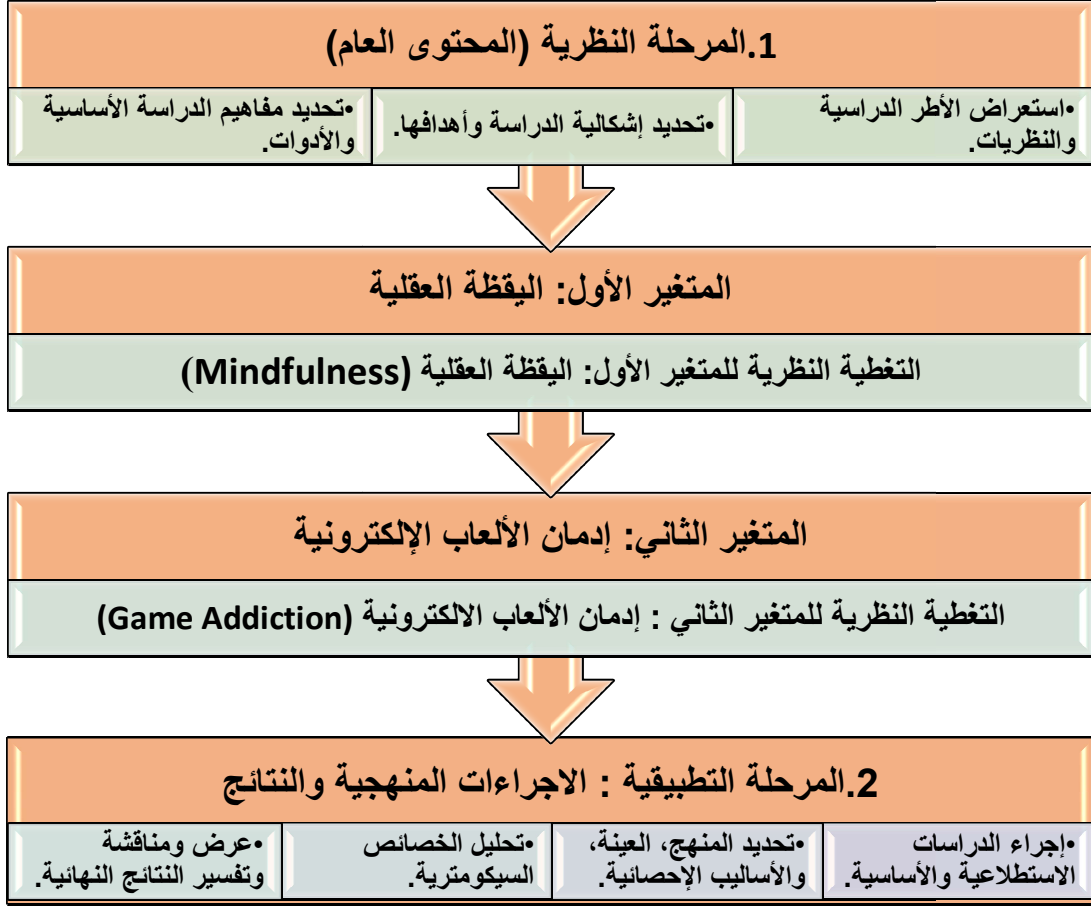 1.المرحلة النظرية (المحتوى العام)
•استعراض الأطر الدراسية
والنظريات.
•تحديد إشكالية الدراسة وأهدافها.
•تحديد مفاهيم الدراسة الأساسية
والأدوات.
المتغير الأول: اليقظة العقلية
التغطية النظرية للمتغير الأول: اليقظة العقلية (Mindfulness)
المتغير الثاني: إدمان الألعاب الإلكترونية
التغطية النظرية للمتغير الثاني : إدمان الألعاب الالكترونية (Game Addiction)
2.المرحلة التطبيقية : الاجراءات المنهجية والنتائج
•إجراء الدراسات
الاستطلاعية والأساسية.
•تحديد المنهج، العينة،
والأساليب الإحصائية.
•تحليل الخصائص
السيكومترية.
•عرض ومناقشة
وتفسير النتائج النهائية.